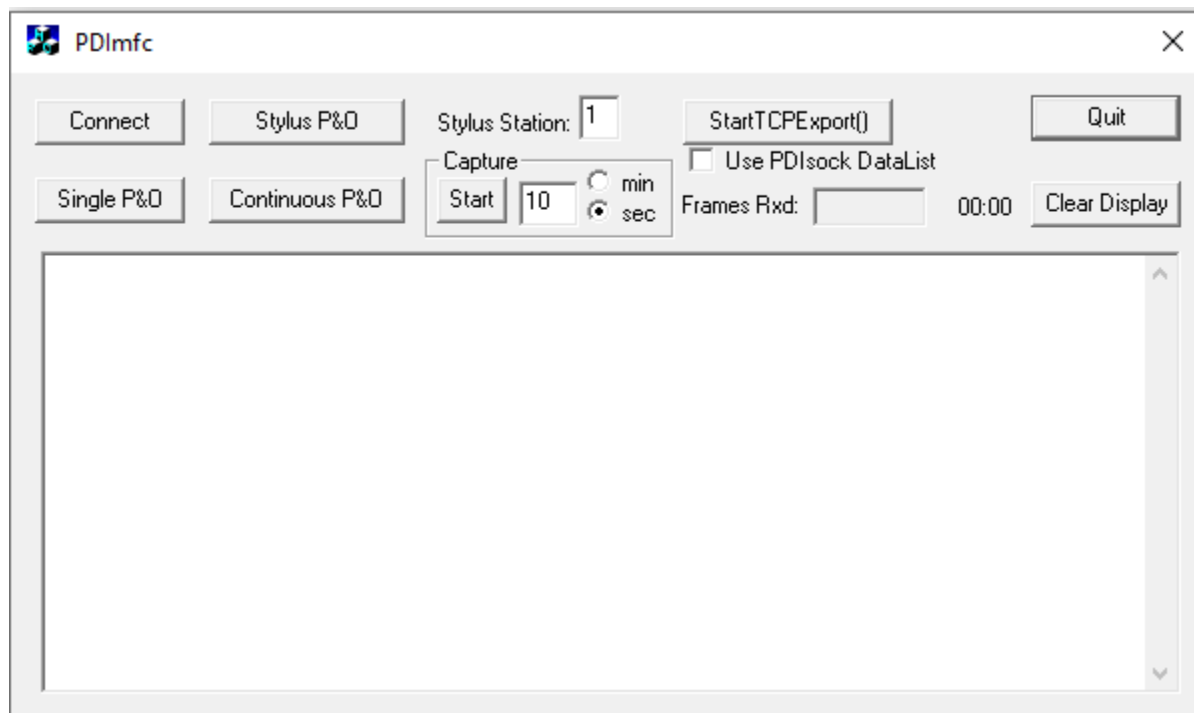 PDImfc
Connect
Stylus P&O
Stylus Station: 1
StartTCPExport()
Quit
Use PDIsock DataList
Capture
Single P&O
Continuous P&O
Start
10
min
sec
Frames Rxd:
00:00
Clear Display